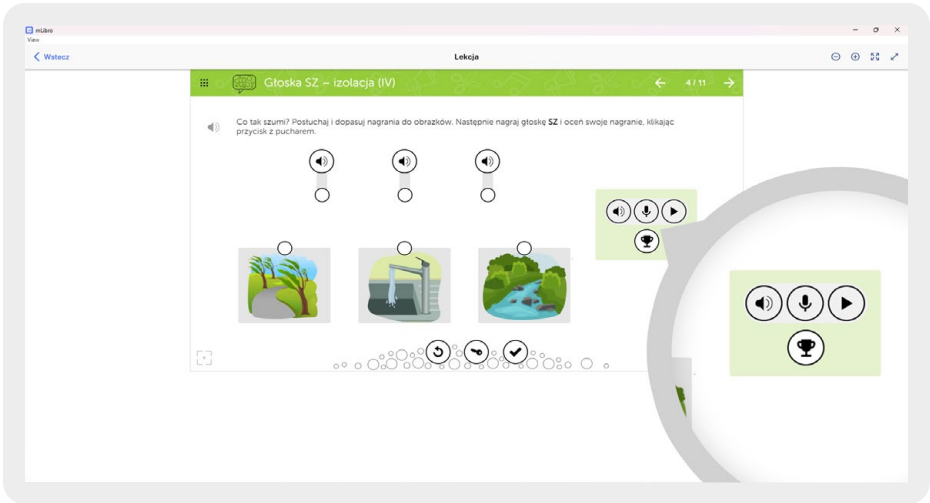 mLibro
View
Wstecz
Lekcja
Głoska SZ – izolacja (IV)
4 / 11
Co tak szumi? Posłuchaj i dopasuj nagrania do obrazków. Następnie nagraj głoskę SZ i oceń swoje nagranie, klikając
przycisk z pucharem.